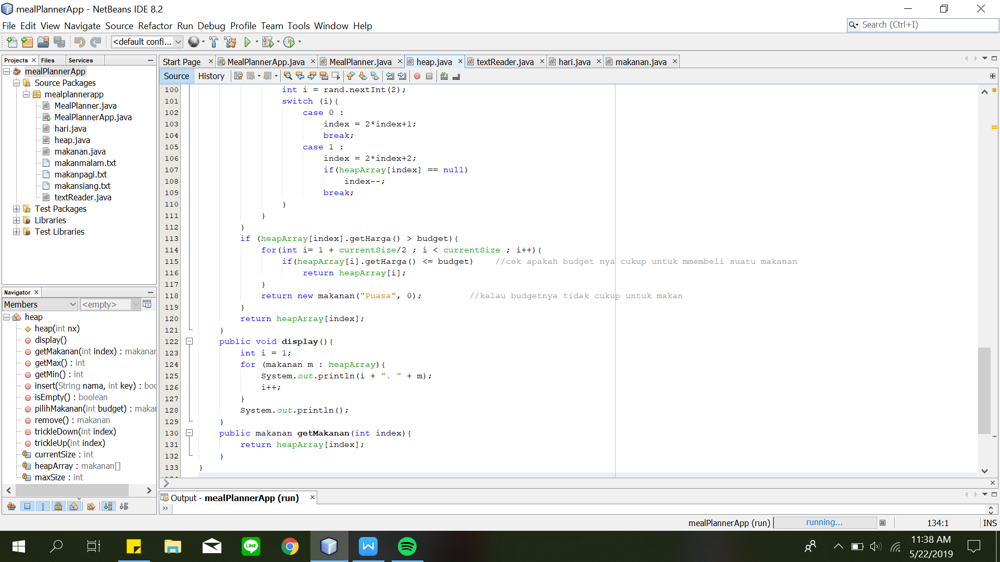 mealPlannerApp - NetBeans IDE 8.2
File Edit View Navigate Source Refactor Run Debug Profile Team Tools Window Help
Search (Ctrl+I)
<default confi...
Projects Files Services
mealPlannerApp
Source Packages
mealplannerapp
MealPlanner.java
MealPlannerApp.java
hari.java
heap.java
makanan.java
makanmalam.txt
makanpagi.txt
makansiang.txt
textReader.java
Test Packages
Libraries
Test Libraries
Navigator
Members <empty>
heap
heap(int nx)
display()
getMakanan(int index) : makanan
getMax() : int
getMin() : int
insert(String nama, int key) : boo
isEmpty() : boolean
pilihMakanan(int budget) : makar
remove() : makanan
trickleDown(int index)
trickleUp(int index)
currentSize : int
heapArray : makanan[]
maxSize : int
Start Page MealPlannerApp.java MealPlanner.java heap.java textReader.java hari.java makanan.java
Source History
100 int i = rand.nextInt(2);
101 switch (i){
102 case 0 :
103 index = 2*index+1;
104 break;
105 case 1 :
106 index = 2*index+2;
107 if(heapArray[index] == null)
108 index--;
109 break;
110 }
111 }
112 }
113 if (heapArray[index].getHarga() > budget){
114 for(int i= 1 + currentSize/2 ; i < currentSize ; i++){
115 if(heapArray[i].getHarga() <= budget) //cek apakah budget nya cukup untuk mmembeli suatu makanan
116 return heapArray[i];
117 }
118 return new makanan("Puasa", 0); //kalau budgetnya tidak cukup untuk makan
119 }
120 return heapArray[index];
121 }
122 public void display(){
123 int i = 1;
124 for (makanan m : heapArray){
125 System.out.println(i + ". " + m);
126 i++;
127 }
128 System.out.println();
129 }
130 public makanan getMakanan(int index){
131 return heapArray[index];
132 }
133 }
Output - mealPlannerApp (run)
mealPlannerApp (run) running... 134:1 INS
LINE
W
11:38 AM
5/22/2019